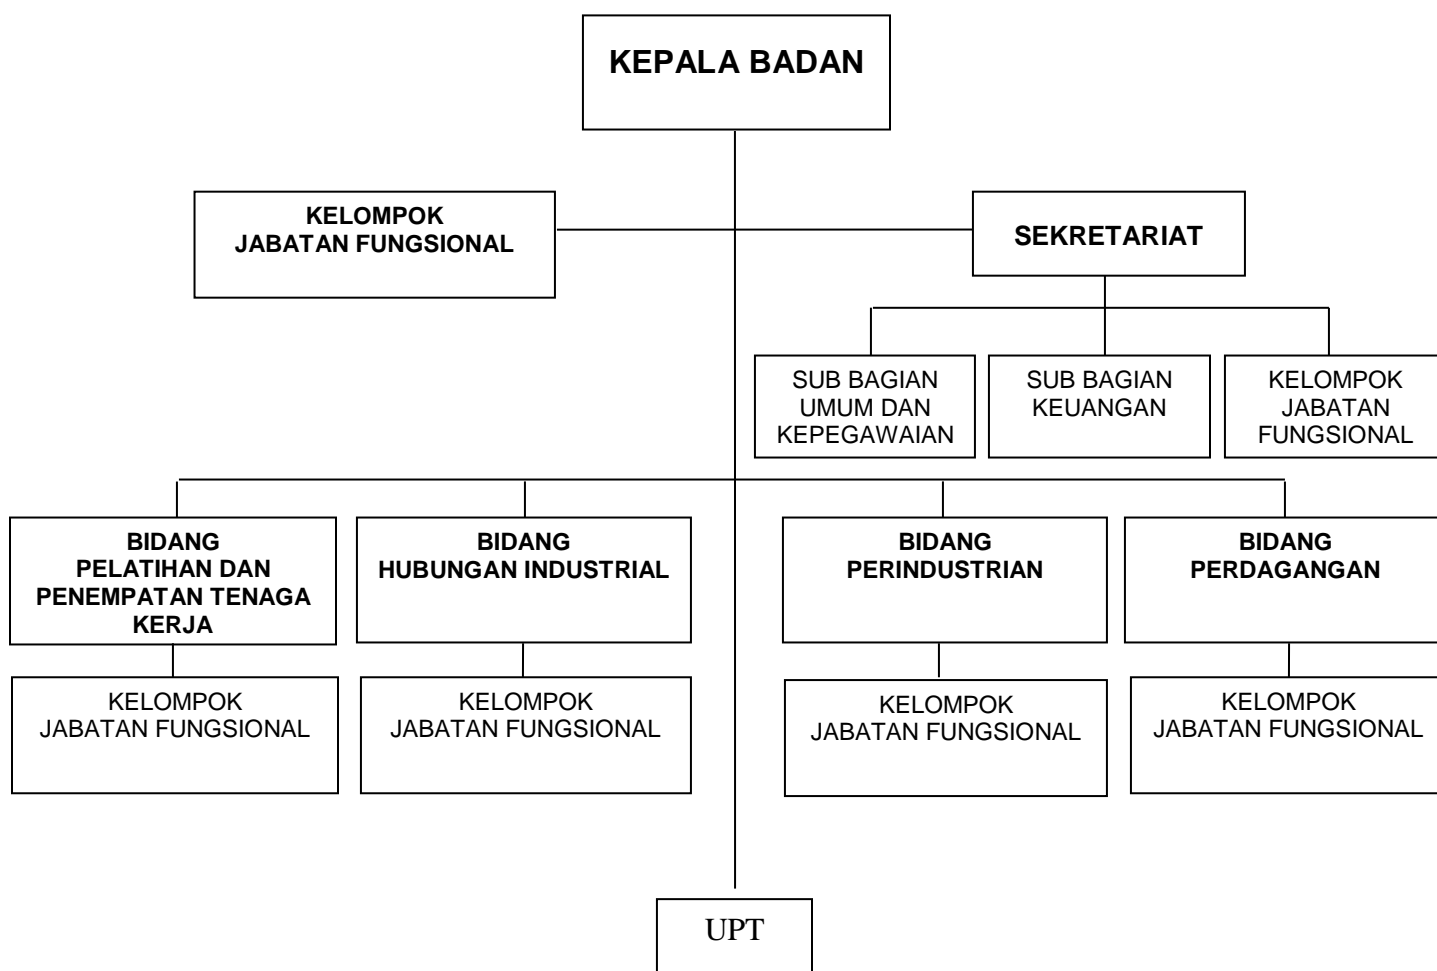 KEPALA BADAN
KELOMPOK
JABATAN FUNGSIONAL
SEKRETARIAT
SUB BAGIAN
UMUM DAN
KEPEGAWAIAN
SUB BAGIAN
KEUANGAN
KELOMPOK
JABATAN
FUNGSIONAL
BIDANG
PELATIHAN DAN
PENEMPATAN TENAGA
KERJA
BIDANG
HUBUNGAN INDUSTRIAL
BIDANG
PERINDUSTRIAN
BIDANG
PERDAGANGAN
KELOMPOK
JABATAN FUNGSIONAL
KELOMPOK
JABATAN FUNGSIONAL
KELOMPOK
JABATAN FUNGSIONAL
KELOMPOK
JABATAN FUNGSIONAL
UPT